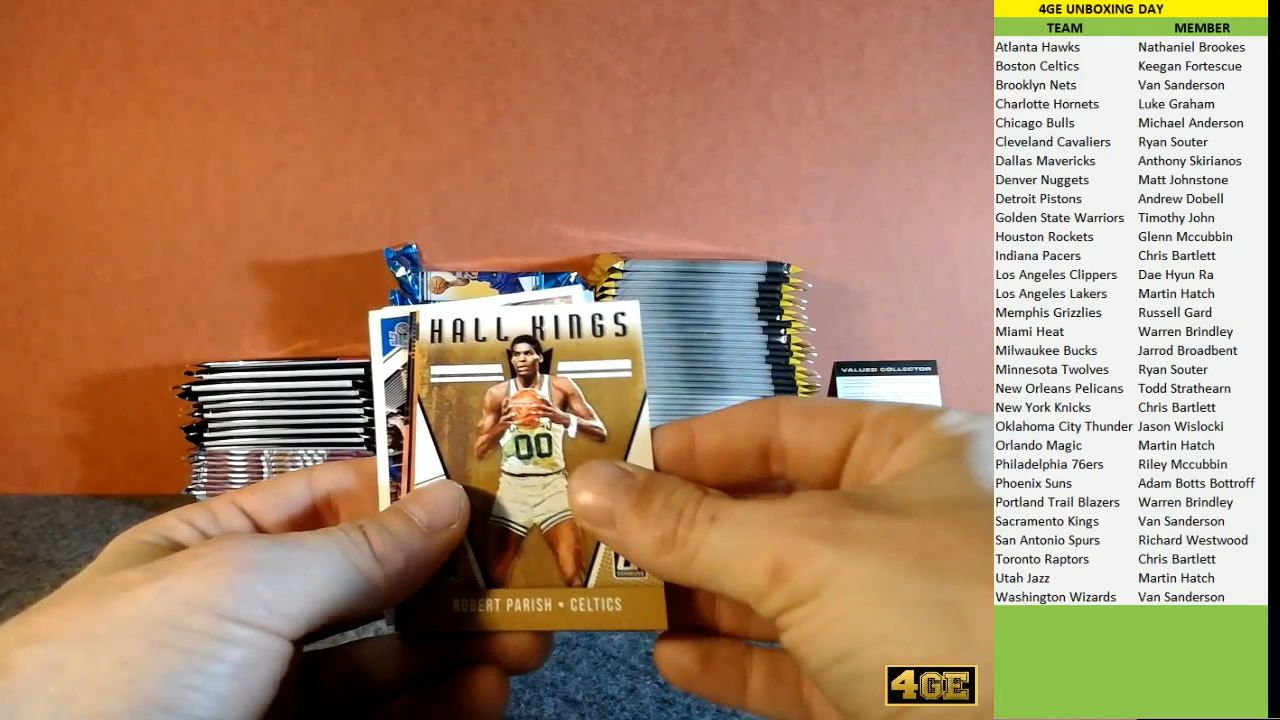 HALL KINGS
00
ROBERT PARISH • CELTICS
DONRUSS
VALUED COLLECTOR
4GE
4GE UNBOXING DAY
TEAM MEMBER
Atlanta Hawks Nathaniel Brookes
Boston Celtics Keegan Fortescue
Brooklyn Nets Van Sanderson
Charlotte Hornets Luke Graham
Chicago Bulls Michael Anderson
Cleveland Cavaliers Ryan Souter
Dallas Mavericks Anthony Skirianos
Denver Nuggets Matt Johnstone
Detroit Pistons Andrew Dobell
Golden State Warriors Timothy John
Houston Rockets Glenn Mccubbin
Indiana Pacers Chris Bartlett
Los Angeles Clippers Dae Hyun Ra
Los Angeles Lakers Martin Hatch
Memphis Grizzlies Russell Gard
Miami Heat Warren Brindley
Milwaukee Bucks Jarrod Broadbent
Minnesota Twolves Ryan Souter
New Orleans Pelicans Todd Strathearn
New York Knicks Chris Bartlett
Oklahoma City Thunder Jason Wislocki
Orlando Magic Martin Hatch
Philadelphia 76ers Riley Mccubbin
Phoenix Suns Adam Botts Bottroff
Portland Trail Blazers Warren Brindley
Sacramento Kings Van Sanderson
San Antonio Spurs Richard Westwood
Toronto Raptors Chris Bartlett
Utah Jazz Martin Hatch
Washington Wizards Van Sanderson